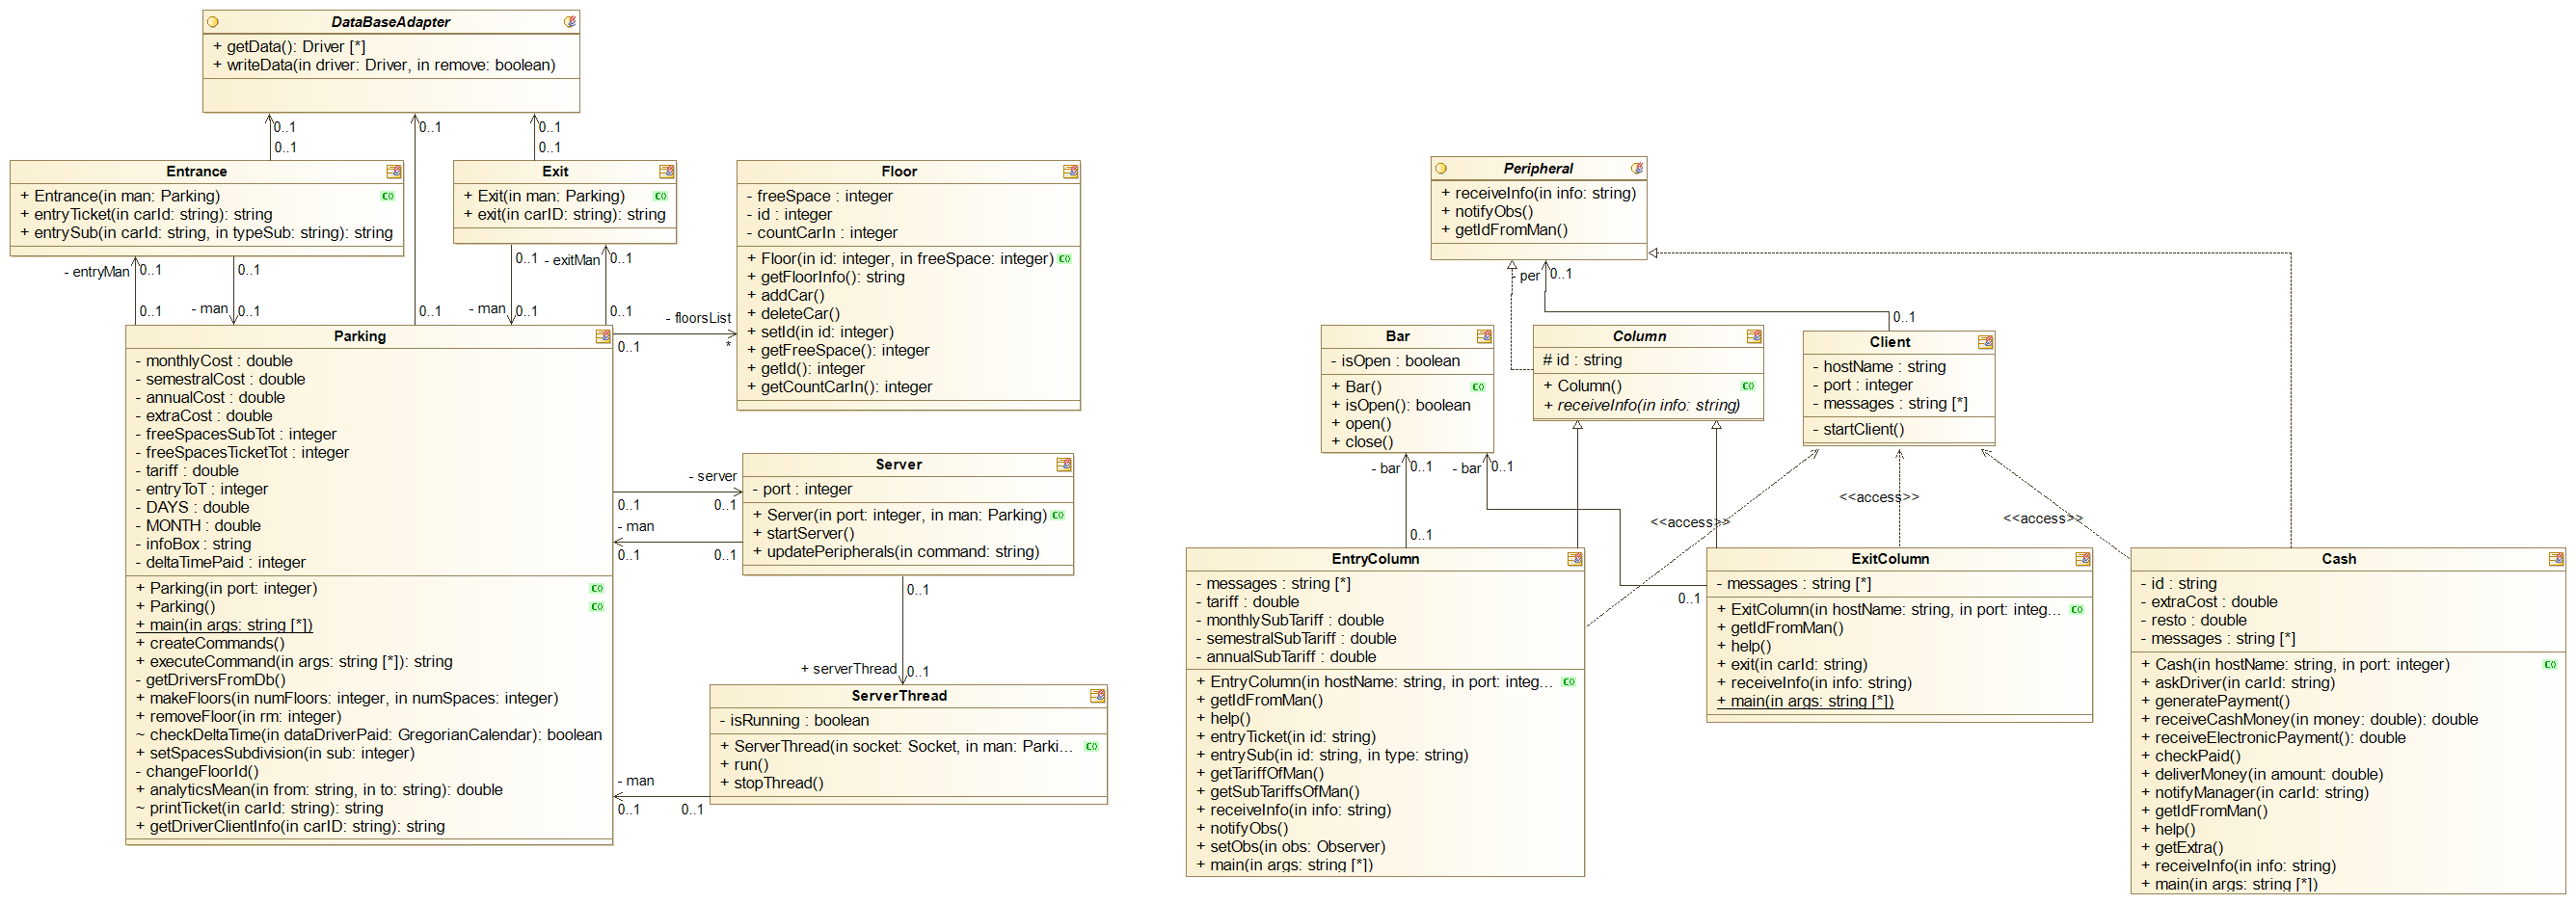 DataBaseAdapter
+ getData(): Driver [*]
+ writeData(in driver: Driver, in remove: boolean)
0..1
0..1
0..1
0..1
0..1
Entrance
+ Entrance(in man: Parking)
+ entryTicket(in carId: string): string
+ entrySub(in carId: string, in typeSub: string): string
Exit
+ Exit(in man: Parking)
+ exit(in carID: string): string
Floor
- freeSpace : integer
- id : integer
- countCarIn : integer
+ Floor(in id: integer, in freeSpace: integer)
+ getFloorInfo(): string
+ addCar()
+ deleteCar()
+ setId(in id: integer)
+ getFreeSpace(): integer
+ getId(): integer
+ getCountCarIn(): integer
- entryMan 0..1
0..1
0..1
- man 0..1
0..1
0..1
- man 0..1
- exitMan 0..1
0..1
- floorsList
0..1
*
Parking
- monthlyCost : double
- semestralCost : double
- annualCost : double
- extraCost : double
- freeSpacesSubTot : integer
- freeSpacesTicketTot : integer
- tariff : double
- entryToT : integer
- DAYS : double
- MONTH : double
- infoBox : string
- deltaTimePaid : integer
+ Parking(in port: integer)
+ Parking()
+ main(in args: string [*])
+ createCommands()
+ executeCommand(in args: string [*]): string
- getDriversFromDb()
+ makeFloors(in numFloors: integer, in numSpaces: integer)
+ removeFloor(in rm: integer)
~ checkDeltaTime(in dataDriverPaid: GregorianCalendar): boolean
+ setSpacesSubdivision(in sub: integer)
- changeFloorId()
+ analyticsMean(in from: string, in to: string): double
~ printTicket(in carId: string): string
+ getDriverClientInfo(in carID: string): string
- server
0..1
0..1
- man
0..1
0..1
Server
- port : integer
+ Server(in port: integer, in man: Parking)
+ startServer()
+ updatePeripherals(in command: string)
0..1
+ serverThread 0..1
ServerThread
- isRunning : boolean
+ ServerThread(in socket: Socket, in man: Parki...
+ run()
+ stopThread()
- man
0..1
0..1
Peripheral
+ receiveInfo(in info: string)
+ notifyObs()
+ getIdFromMan()
- per 0..1
0..1
Bar
- isOpen : boolean
+ Bar()
+ isOpen(): boolean
+ open()
+ close()
Column
# id : string
+ Column()
+ receiveInfo(in info: string)
Client
- hostName : string
- port : integer
- messages : string [*]
- startClient()
- bar 0..1
- bar 0..1
0..1
0..1
<<access>>
<<access>>
<<access>>
EntryColumn
- messages : string [*]
- tariff : double
- monthlySubTariff : double
- semestralSubTariff : double
- annualSubTariff : double
+ EntryColumn(in hostName: string, in port: integ...
+ getIdFromMan()
+ help()
+ entryTicket(in id: string)
+ entrySub(in id: string, in type: string)
+ getTariffOfMan()
+ getSubTariffsOfMan()
+ receiveInfo(in info: string)
+ notifyObs()
+ setObs(in obs: Observer)
+ main(in args: string [*])
ExitColumn
- messages : string [*]
+ ExitColumn(in hostName: string, in port: integ...
+ getIdFromMan()
+ help()
+ exit(in carId: string)
+ receiveInfo(in info: string)
+ main(in args: string [*])
Cash
- id : string
- extraCost : double
- resto : double
- messages : string [*]
+ Cash(in hostName: string, in port: integer)
+ askDriver(in carId: string)
+ generatePayment()
+ receiveCashMoney(in money: double): double
+ receiveElectronicPayment(): double
+ checkPaid()
+ deliverMoney(in amount: double)
+ notifyManager(in carId: string)
+ getIdFromMan()
+ help()
+ getExtra()
+ receiveInfo(in info: string)
+ main(in args: string [*])